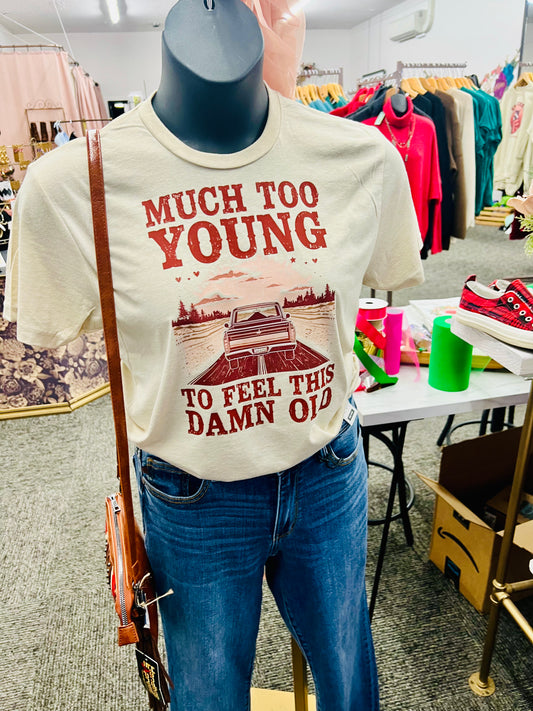 MUCH TOO
YOUNG
TO FEEL THIS
DAMN OLD